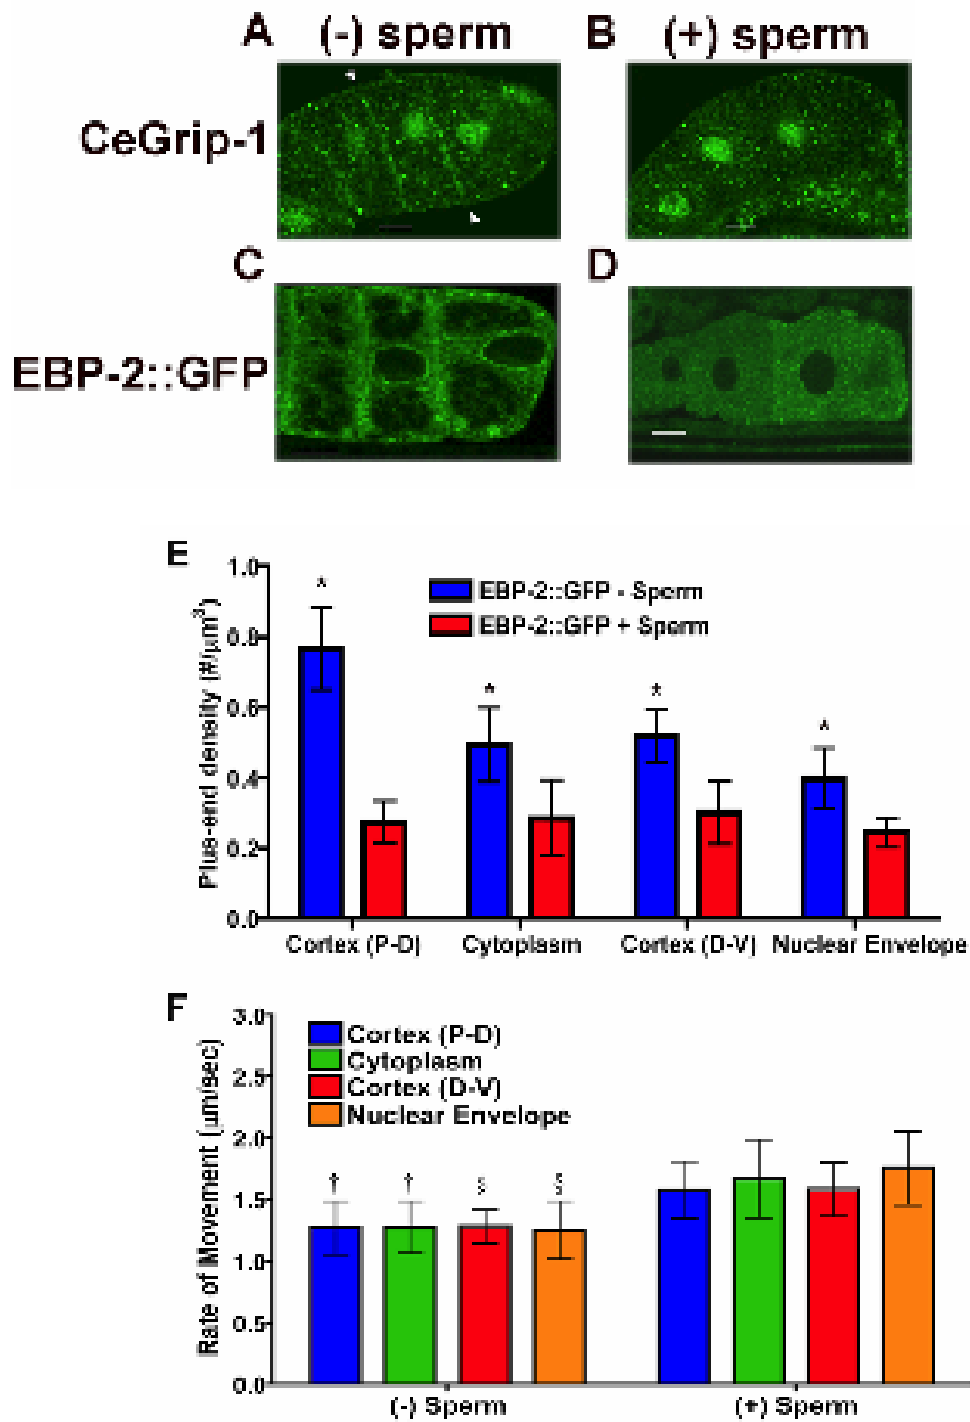 A (-) sperm B (+) sperm
CeGrip-1
C D
EBP-2::GFP
E
1.0
0.8
0.6
0.4
0.2
0.0
Plus-end density (#/µm³)
EBP-2::GFP - Sperm
EBP-2::GFP + Sperm
* * * *
Cortex (P-D) Cytoplasm Cortex (D-V) Nuclear Envelope
F
3.0
2.5
2.0
1.5
1.0
0.5
0.0
Rate of Movement (µm/sec)
Cortex (P-D)
Cytoplasm
Cortex (D-V)
Nuclear Envelope
† † § §
(-) Sperm (+) Sperm